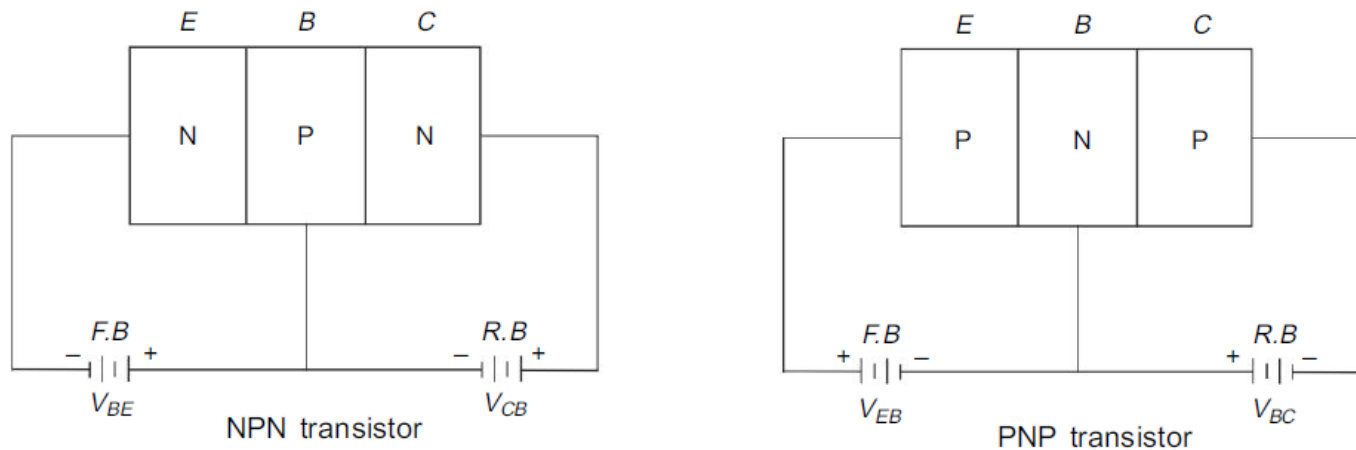 E B C
N P N
F.B
– +
V_BE
R.B
– +
V_CB
NPN transistor
E B C
P N P
F.B
+ –
V_EB
R.B
+ –
V_BC
PNP transistor